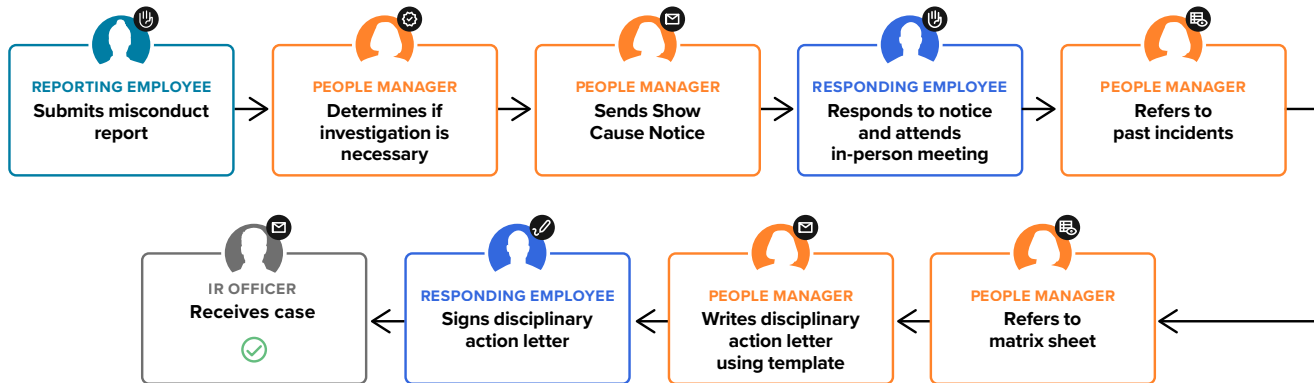 REPORTING EMPLOYEE
Submits misconduct
report
PEOPLE MANAGER
Determines if
investigation is
necessary
PEOPLE MANAGER
Sends Show
Cause Notice
RESPONDING EMPLOYEE
Responds to notice
and attends
in-person meeting
PEOPLE MANAGER
Refers to
past incidents
PEOPLE MANAGER
Refers to
matrix sheet
PEOPLE MANAGER
Writes disciplinary
action letter
using template
RESPONDING EMPLOYEE
Signs disciplinary
action letter
IR OFFICER
Receives case